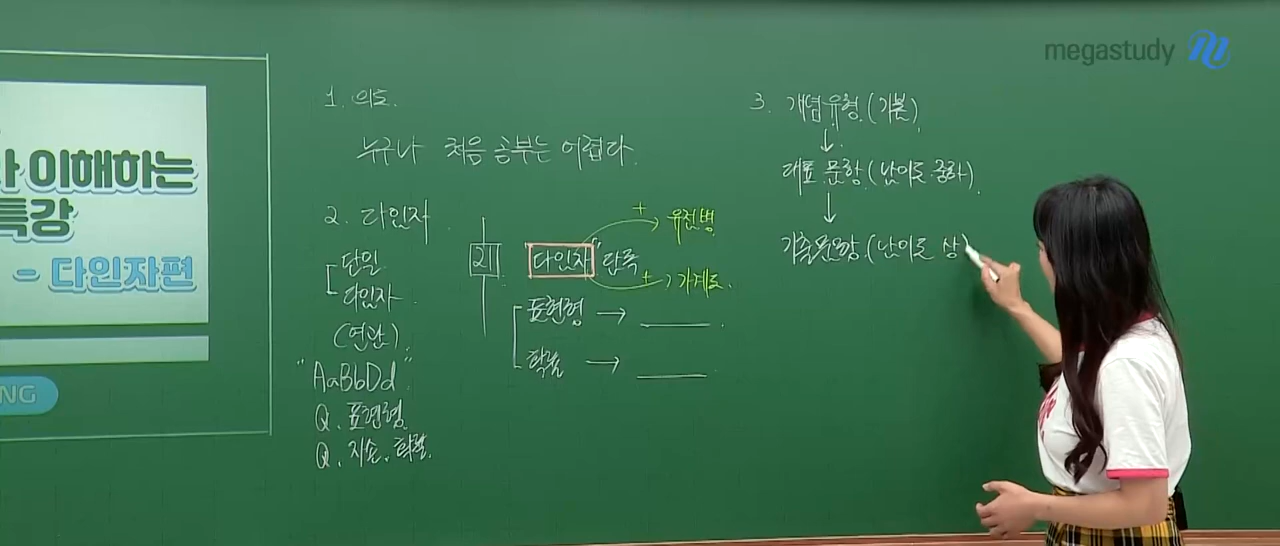 megastudy
이해하는
특강
- 다인자편
NG
1. 의도.
누구나 처음 공부는 어렵다.
2. 다인자.
단일
다인자
(연관).
"AaBbDd".
Q. 표현형.
Q. 자손. 확률.
21
다인자" 단독
+
유전병
+
가계도.
표현형 →
확률 →
3. 개념유형(기본).
↓
대표 문항(난이도 중하).
↓
기출문항.(난이도 상)